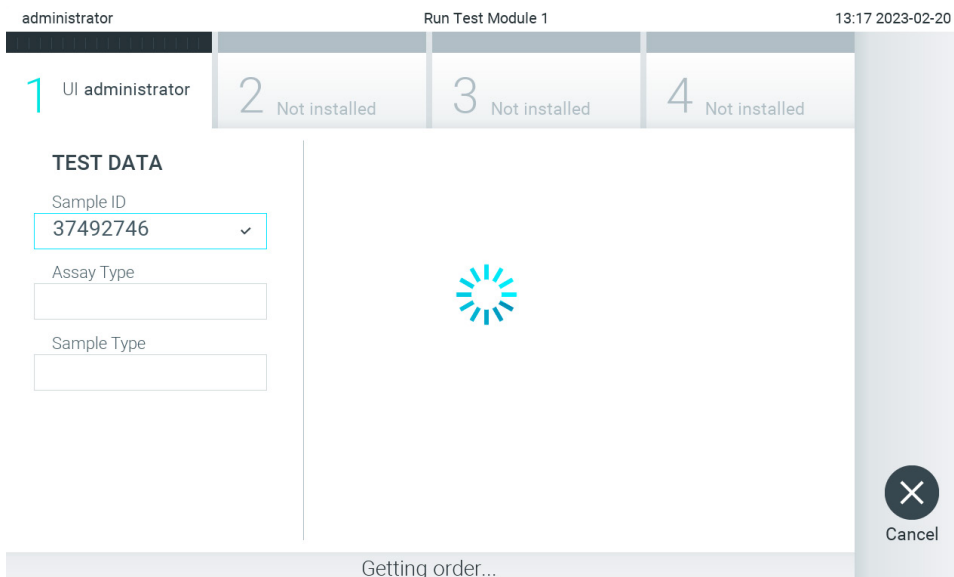 administrator Run Test Module 1 13:17 2023-02-20
1 UI administrator 2 Not installed 3 Not installed 4 Not installed
TEST DATA
Sample ID
37492746
Assay Type
Sample Type
Cancel
Getting order...